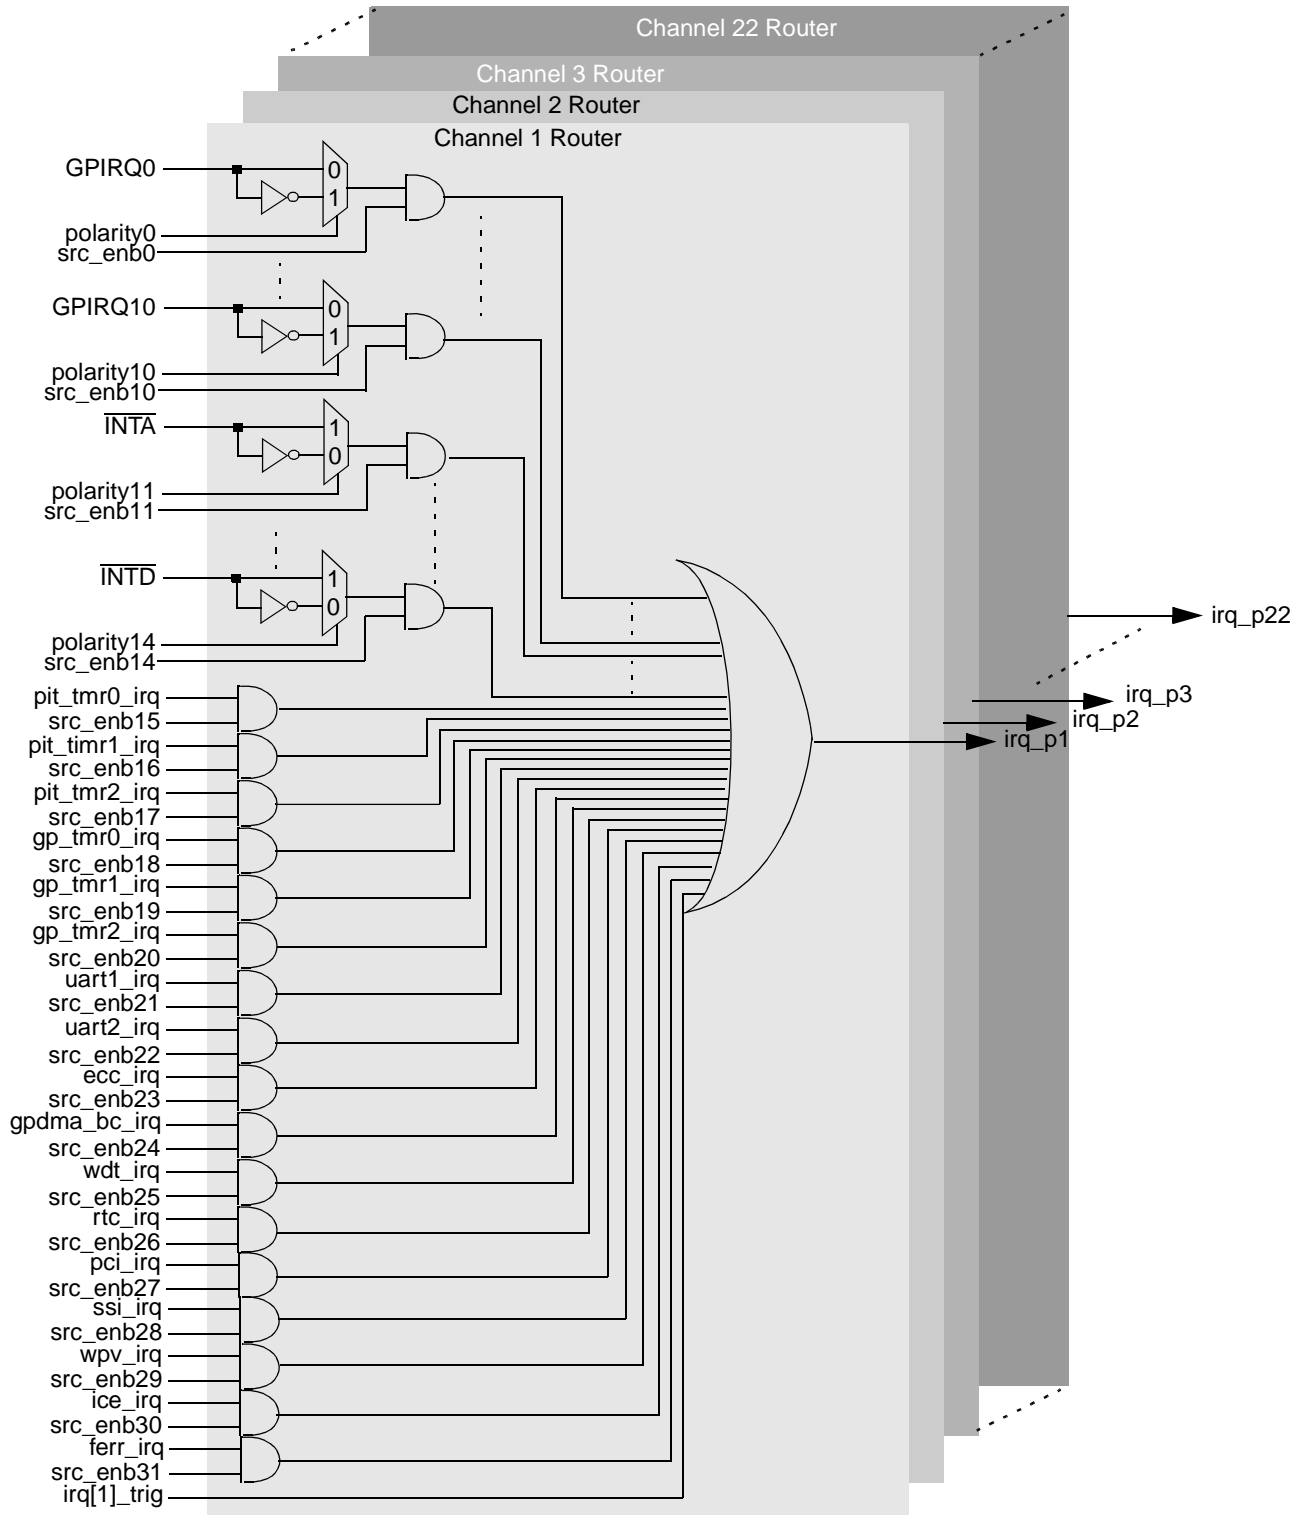 Channel 22 Router
Channel 3 Router
Channel 2 Router
Channel 1 Router
GPIRQ0
0
1
polarity0
src_enb0
GPIRQ10
0
1
polarity10
src_enb10
INTA
1
0
polarity11
src_enb11
INTD
1
0
polarity14
src_enb14
irq_p22
irq_p3
irq_p2
irq_p1
pit_tmr0_irq
src_enb15
pit_timr1_irq
src_enb16
pit_tmr2_irq
src_enb17
gp_tmr0_irq
src_enb18
gp_tmr1_irq
src_enb19
gp_tmr2_irq
src_enb20
uart1_irq
src_enb21
uart2_irq
src_enb22
ecc_irq
src_enb23
gpdma_bc_irq
src_enb24
wdt_irq
src_enb25
rtc_irq
src_enb26
pci_irq
src_enb27
ssi_irq
src_enb28
wpv_irq
src_enb29
ice_irq
src_enb30
ferr_irq
src_enb31
irq[1]_trig